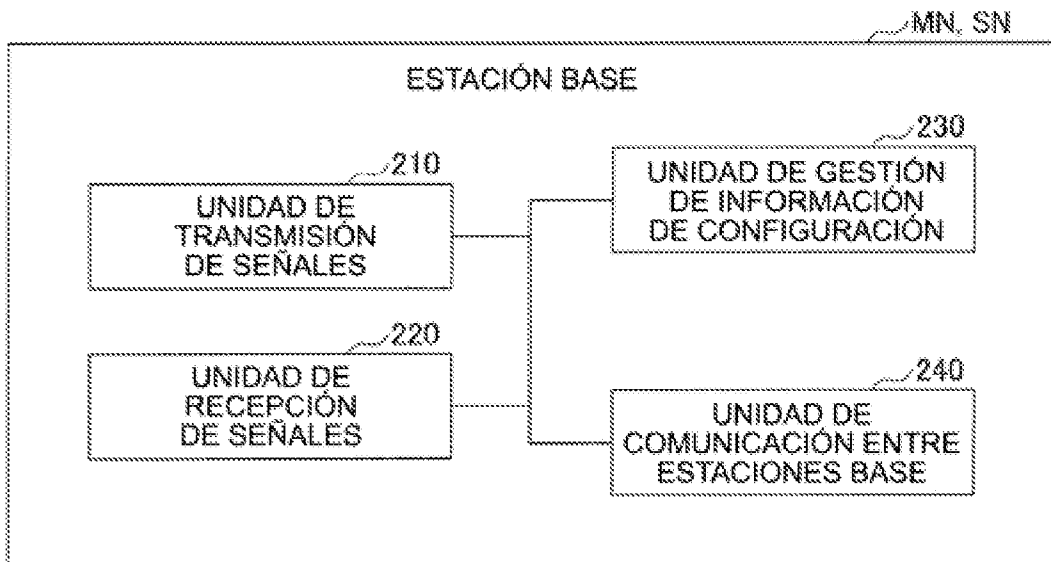 MN, SN
ESTACIÓN BASE
210
UNIDAD DE
TRANSMISIÓN
DE SEÑALES
230
UNIDAD DE GESTIÓN
DE INFORMACIÓN
DE CONFIGURACIÓN
220
UNIDAD DE
RECEPCIÓN
DE SEÑALES
240
UNIDAD DE
COMUNICACIÓN ENTRE
ESTACIONES BASE